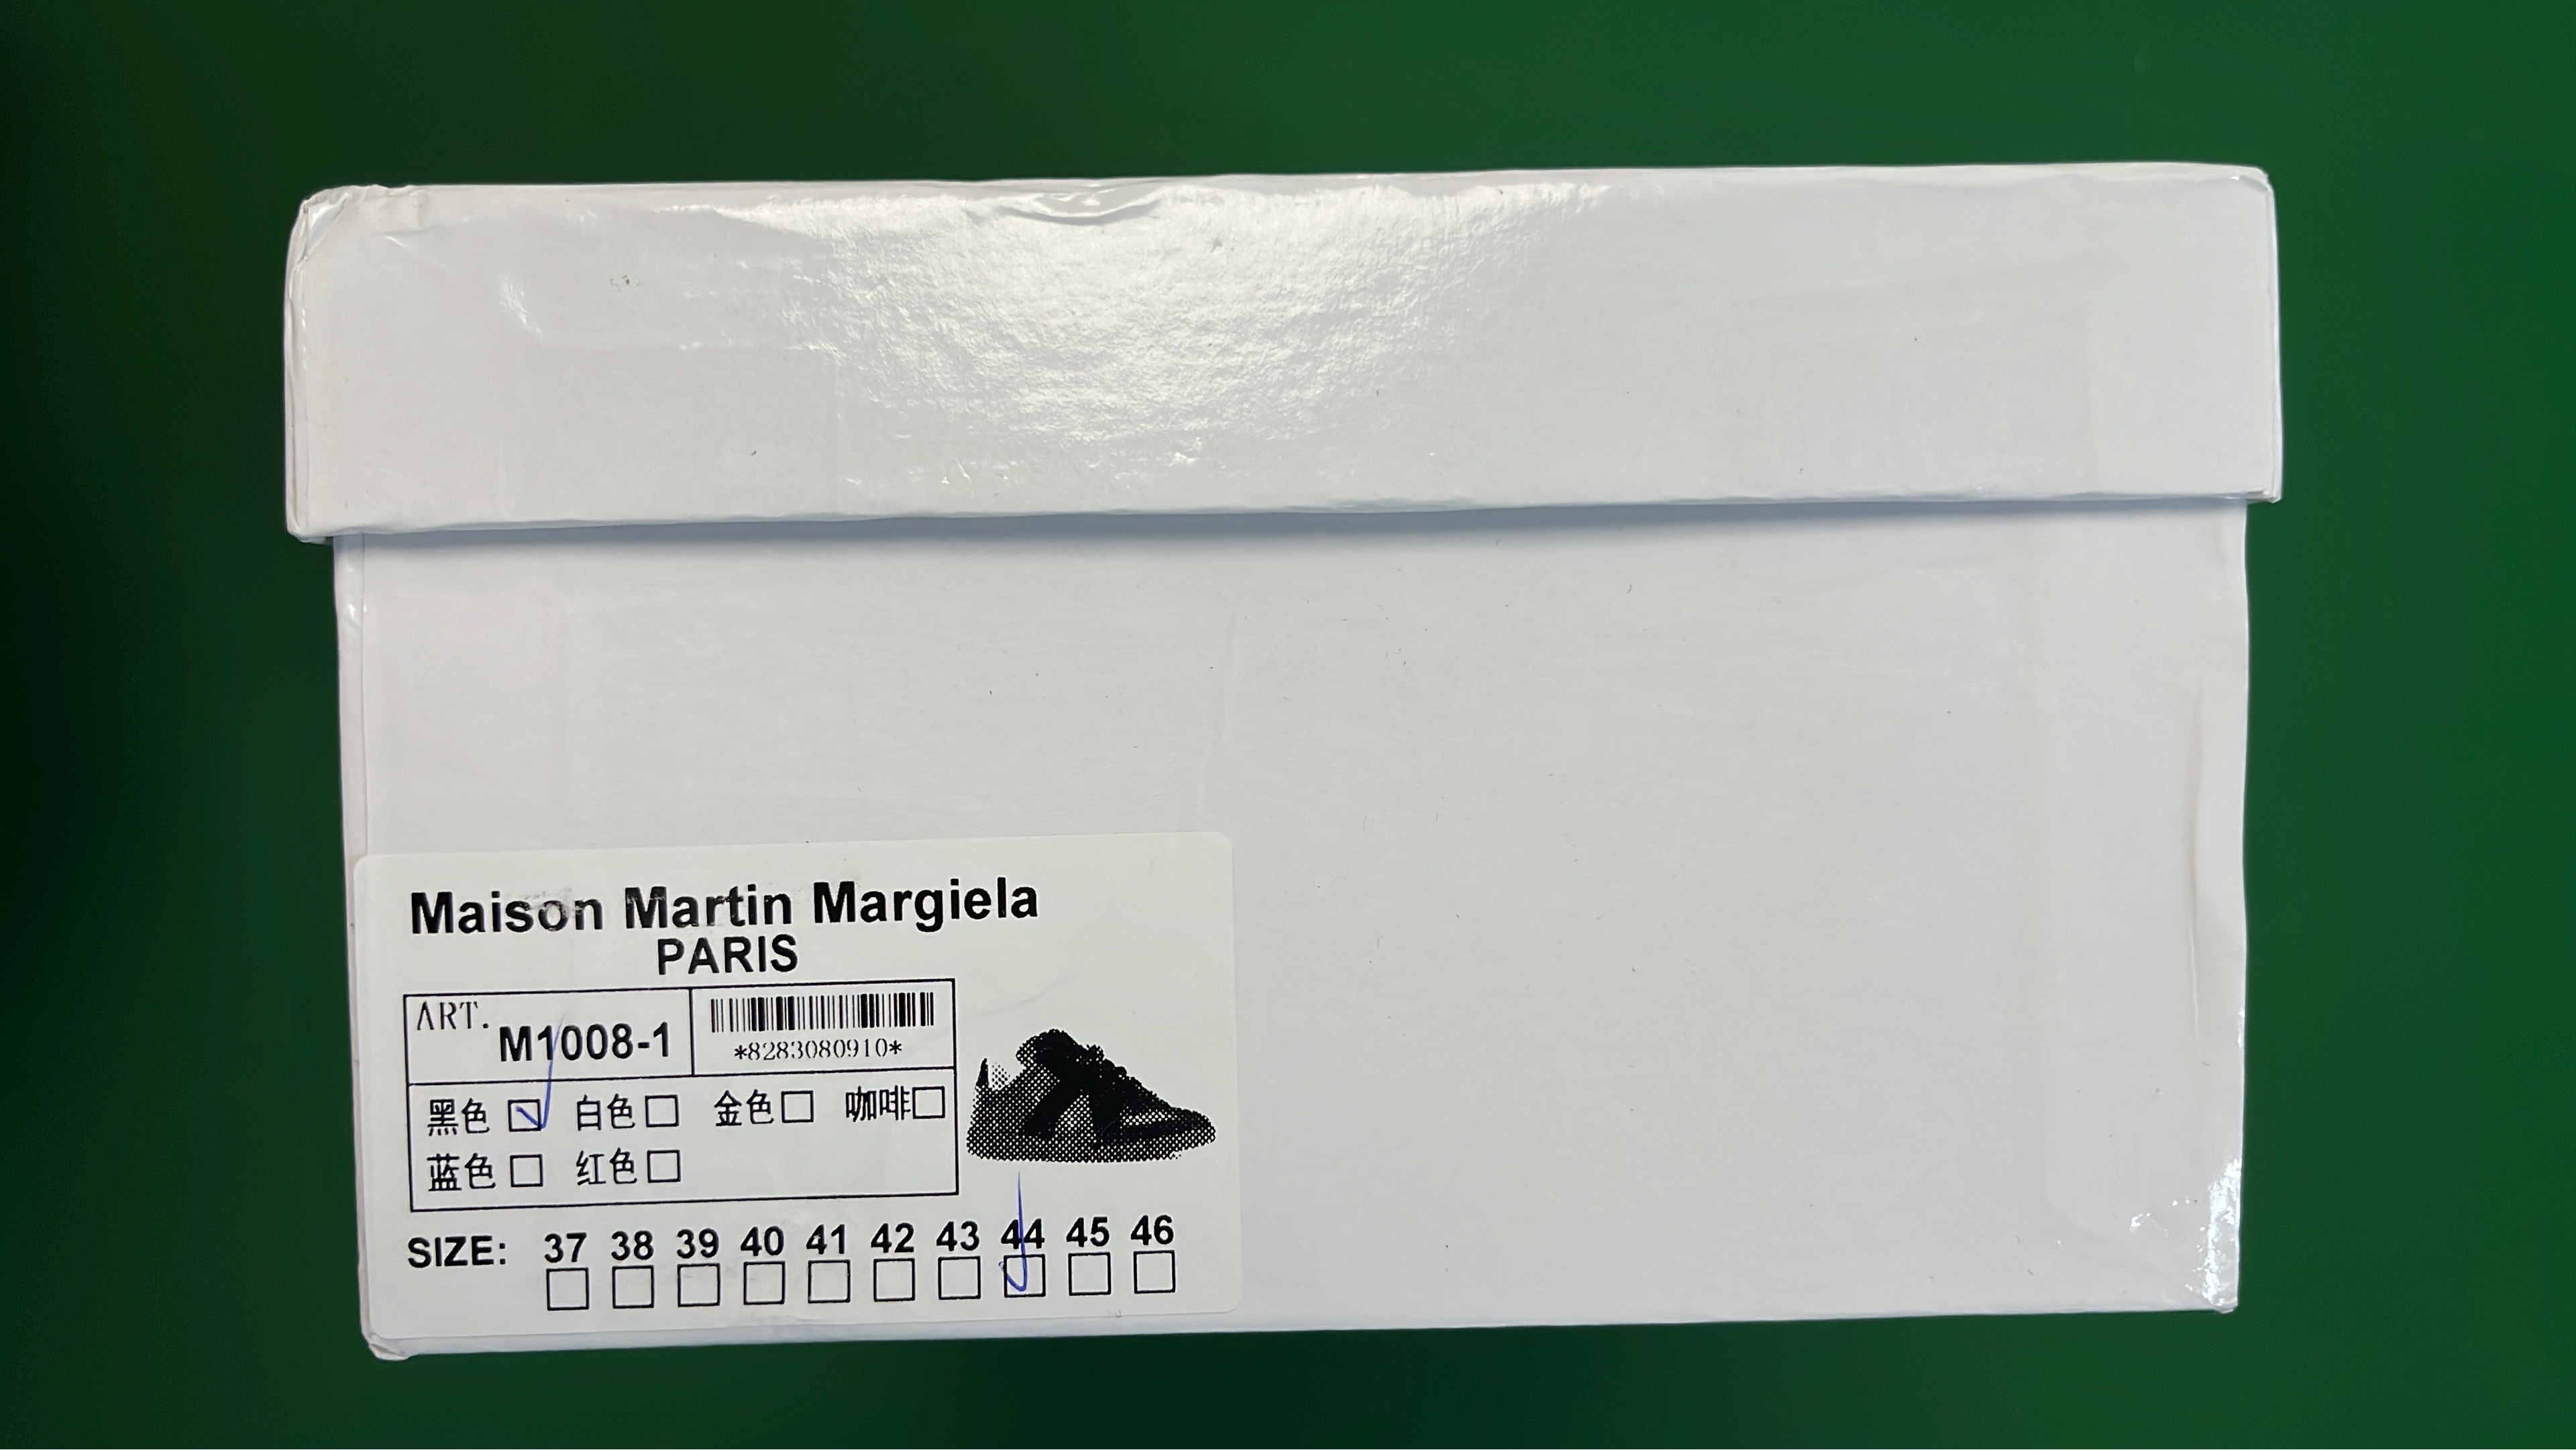 Maison Martin Margiela
PARIS
ART. M1008-1
*8283080910*
黑色 ☑ 白色 □ 金色 □ 咖啡 □
蓝色 □ 红色 □
SIZE: 37 38 39 40 41 42 43 44 45 46